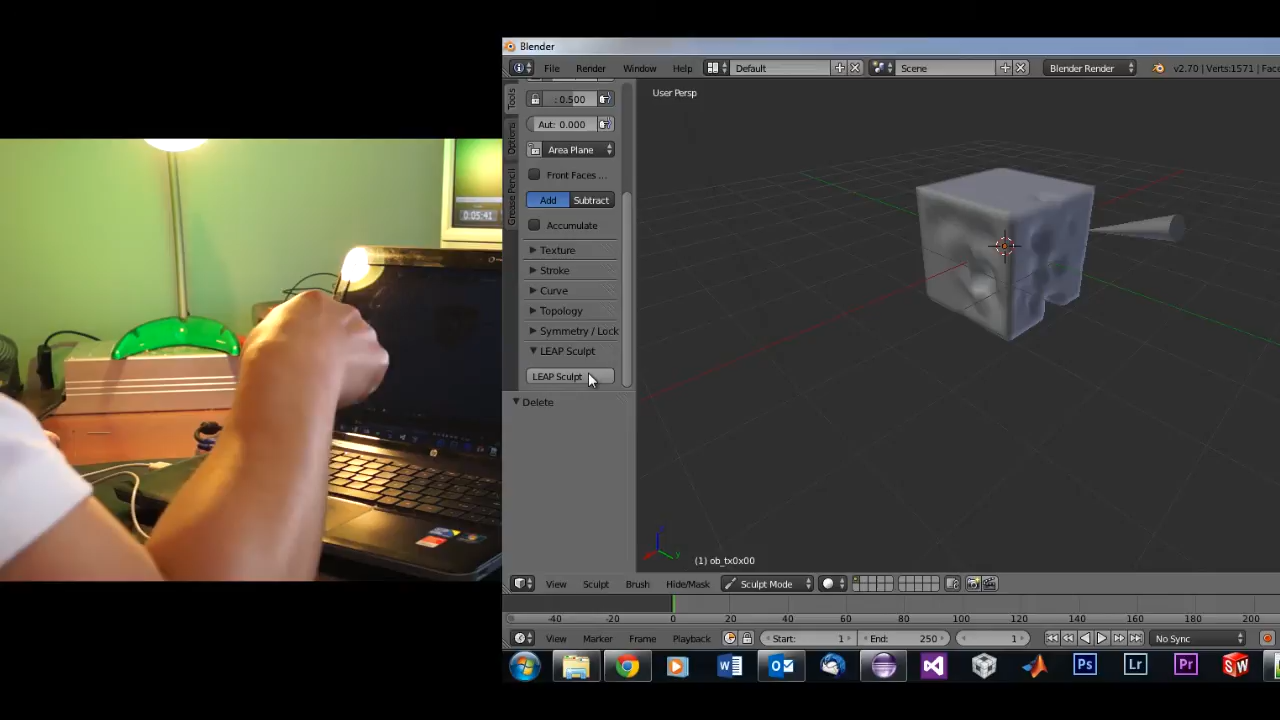 0:05:41
Blender
File Render Window Help Default Scene Blender Render v2.70 | Verts:1571 | Face
Tools
Options
Grease Pencil
: 0.500
Aut: 0.000
Area Plane
Front Faces ...
Add Subtract
Accumulate
Texture
Stroke
Curve
Topology
Symmetry / Lock
LEAP Sculpt
LEAP Sculpt
Delete
User Persp
(1) ob_tx0x00
View Sculpt Brush Hide/Mask Sculpt Mode
-40 -20 0 20 40 60 80 100 120 140 160 180 200
View Marker Frame Playback Start: 1 End: 250 1 No Sync
Ps Lr Pr SW